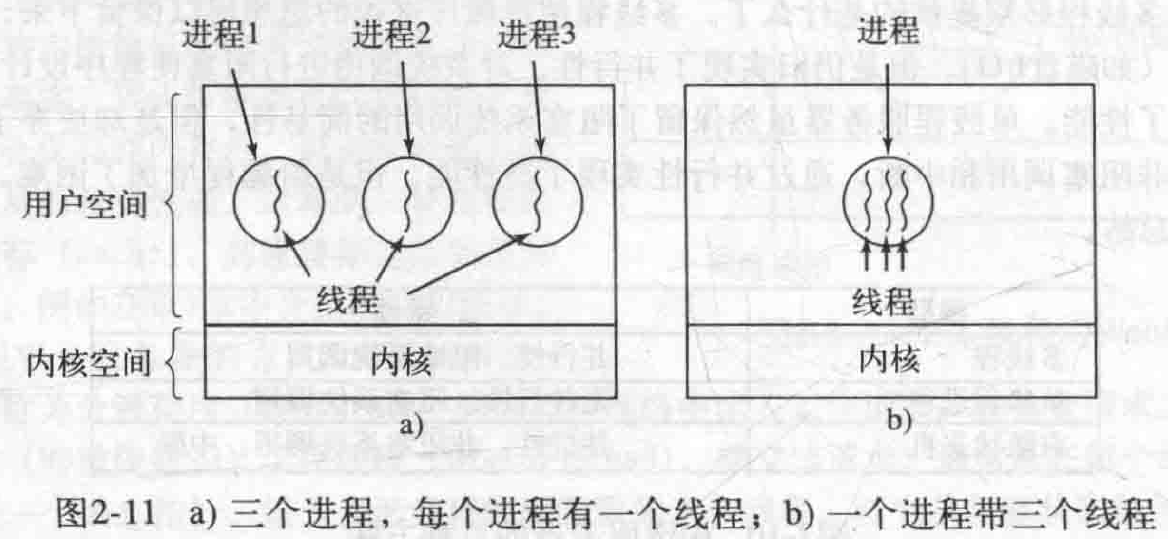 进程1 进程2 进程3 进程
用户空间
线程 线程
内核空间 内核 内核
a) b)
图2-11 a) 三个进程，每个进程有一个线程；b) 一个进程带三个线程